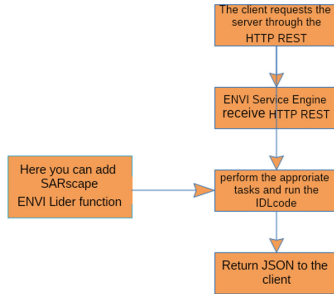 The client requests the
server through the
HTTP REST
ENVI Service Engine
receive HTTP REST
Here you can add
SARscape
ENVI Lider function
perform the approriate
tasks and run the
IDLcode
Return JSON to the
client